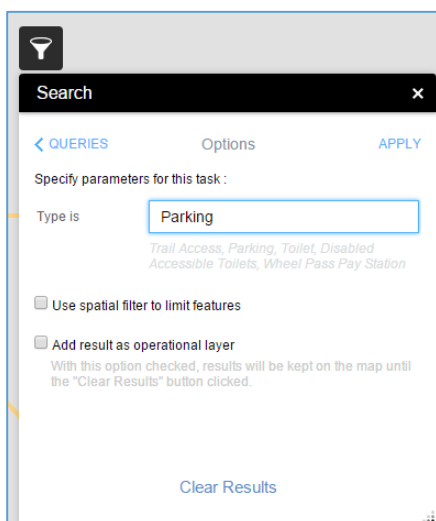 Search ×
QUERIES Options APPLY
Specify parameters for this task :
Type is Parking
Trail Access, Parking, Toilet, Disabled
Accessible Toilets, Wheel Pass Pay Station
Use spatial filter to limit features
Add result as operational layer
With this option checked, results will be kept on the map until
the "Clear Results" button clicked.
Clear Results